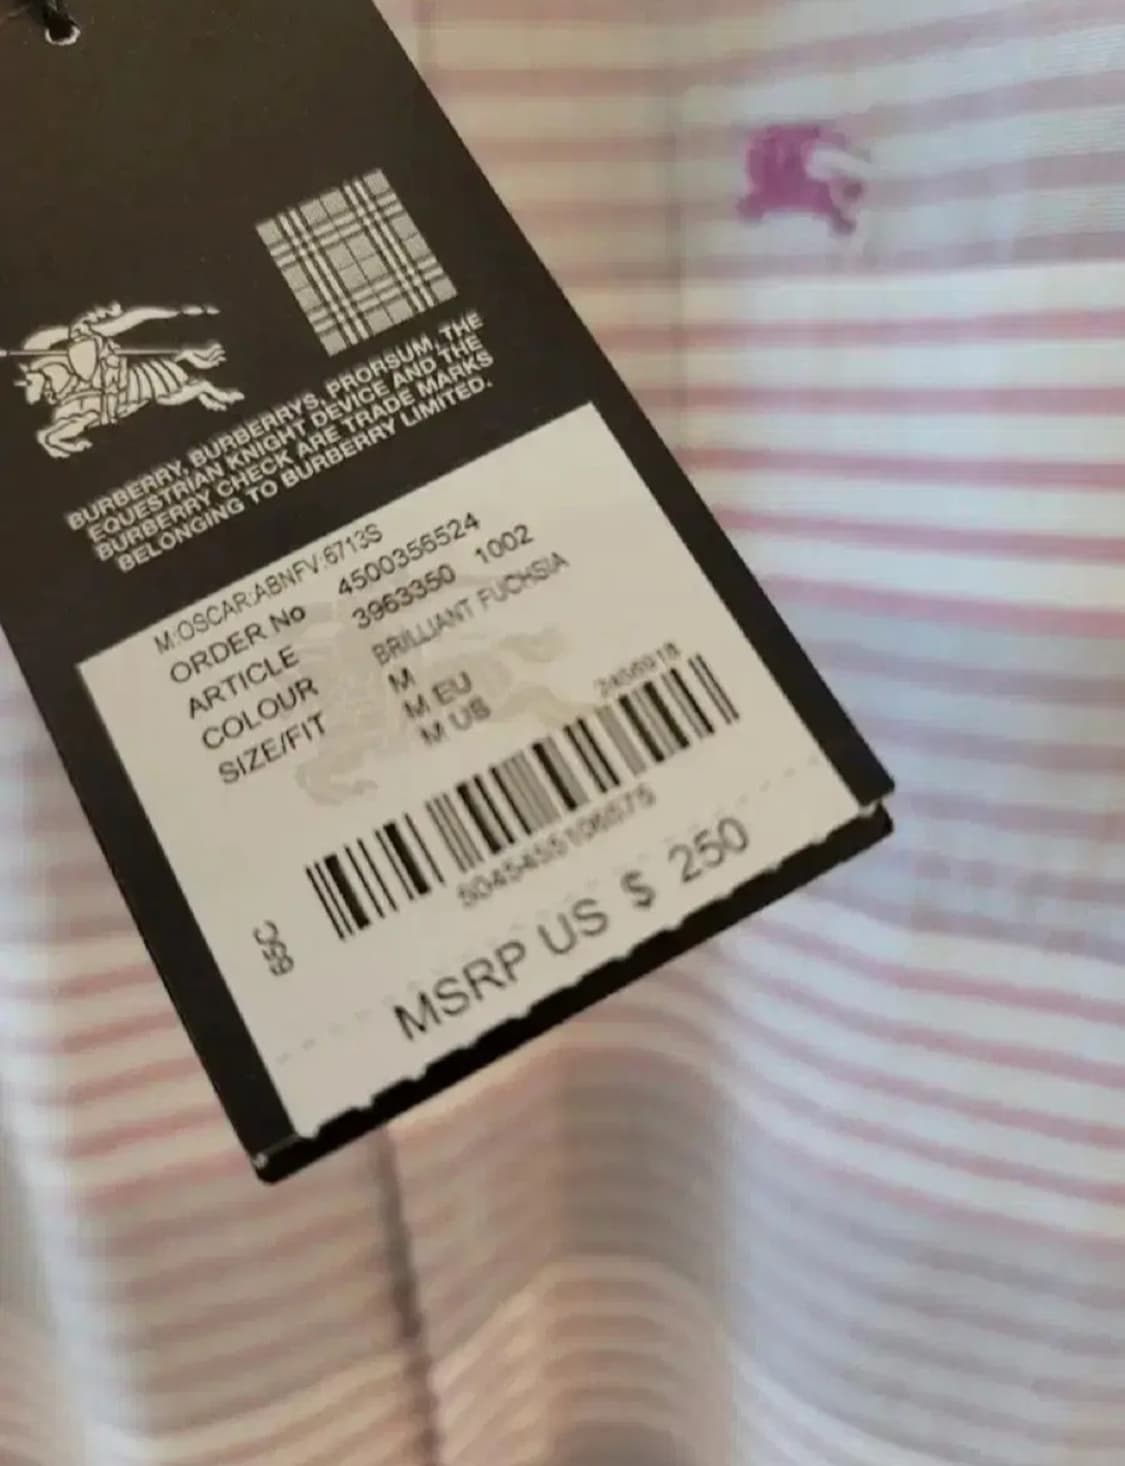 BURBERRY, BURBERRYS, PRORSUM, THE
EQUESTRIAN KNIGHT DEVICE AND THE
BURBERRY CHECK ARE TRADE MARKS
BELONGING TO BURBERRY LIMITED.
M:OSCAR:ABNFV:6713S
ORDER No 4500356524
ARTICLE 3963350 1002
COLOUR BRILLIANT FUCHSIA
SIZE/FIT M
M EU
M US
65C
MSRP US $ 250